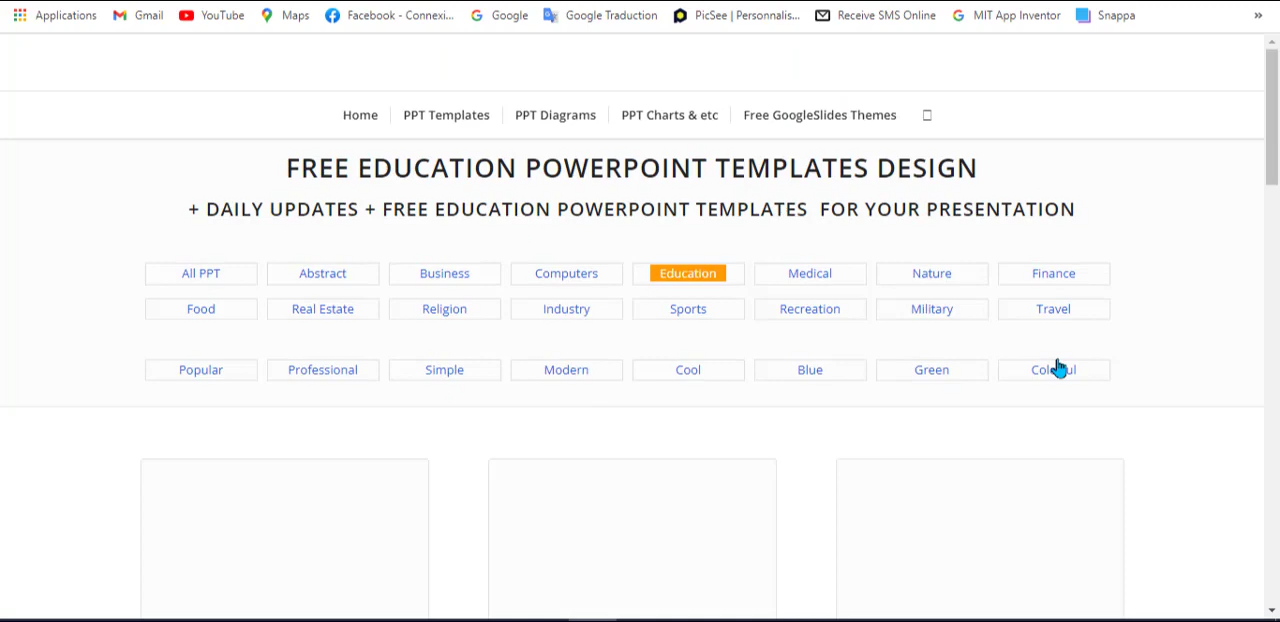 Applications Gmail YouTube Maps Facebook - Connexi... Google Google Traduction PicSee | Personnalis... Receive SMS Online MIT App Inventor Snappa »
Home PPT Templates PPT Diagrams PPT Charts & etc Free GoogleSlides Themes
FREE EDUCATION POWERPOINT TEMPLATES DESIGN
+ DAILY UPDATES + FREE EDUCATION POWERPOINT TEMPLATES FOR YOUR PRESENTATION
All PPT Abstract Business Computers Education Medical Nature Finance
Food Real Estate Religion Industry Sports Recreation Military Travel
Popular Professional Simple Modern Cool Blue Green